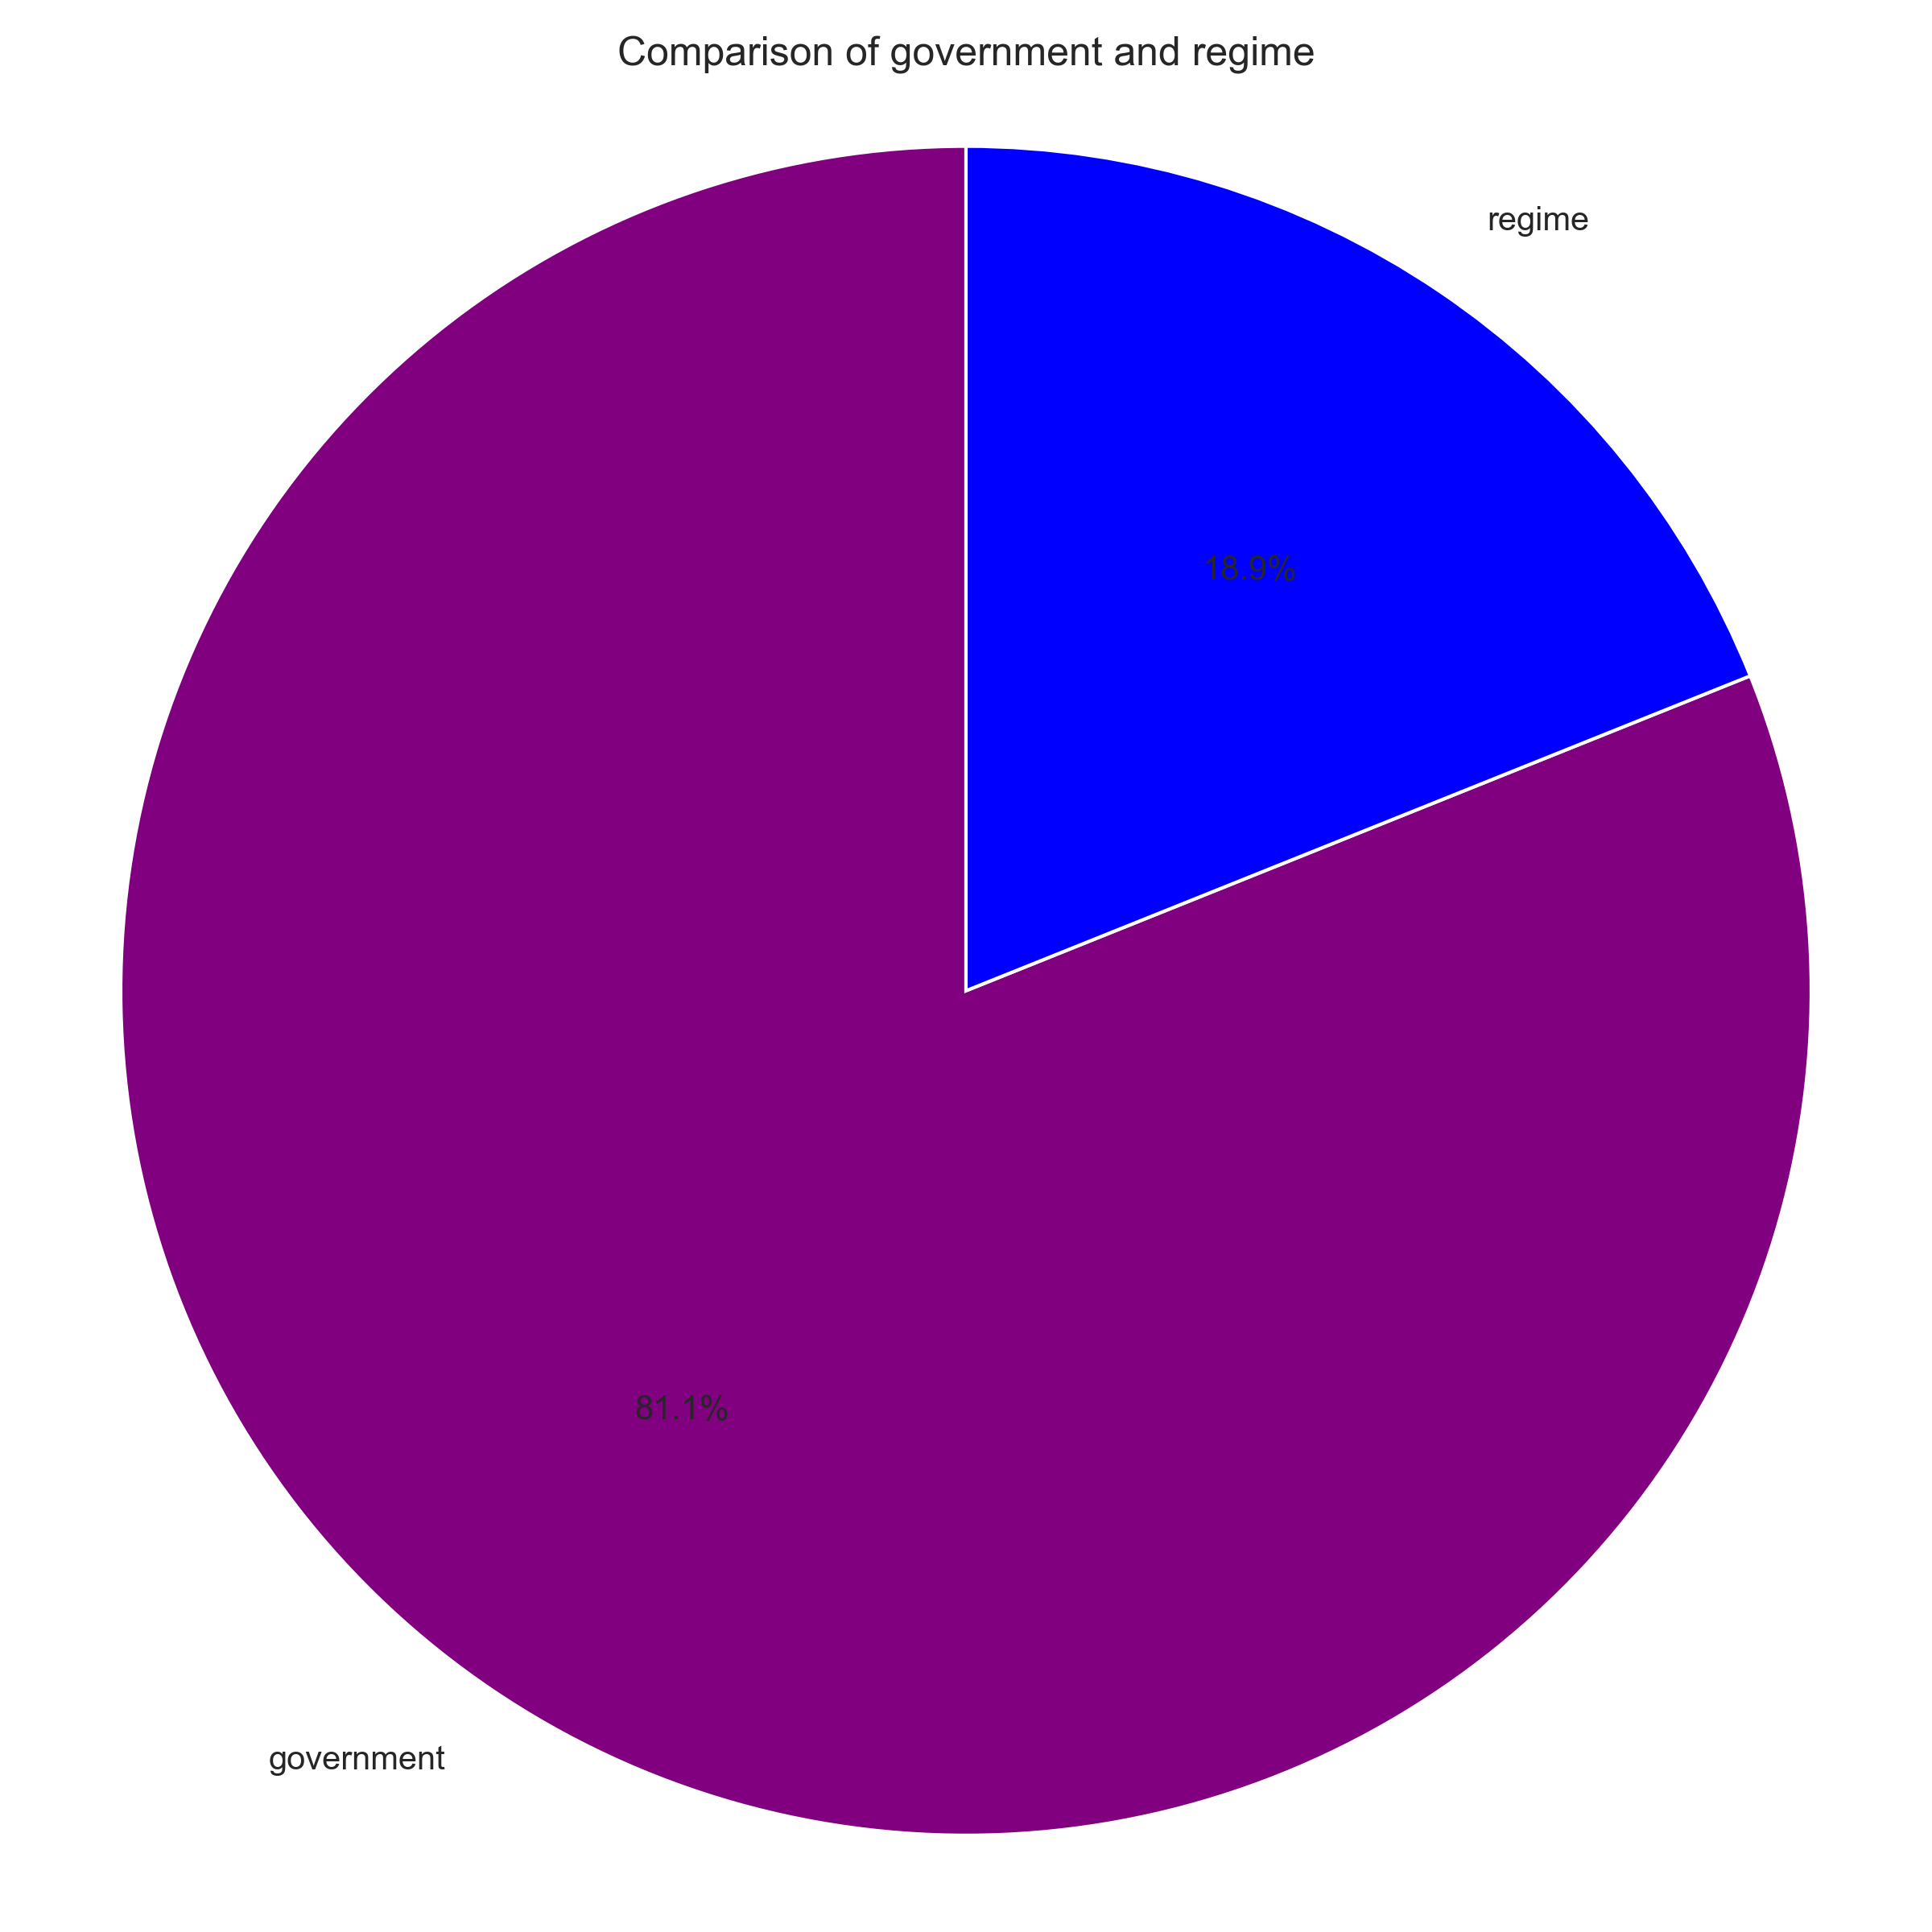 Comparison of government and regime
regime
18.9%
81.1%
government